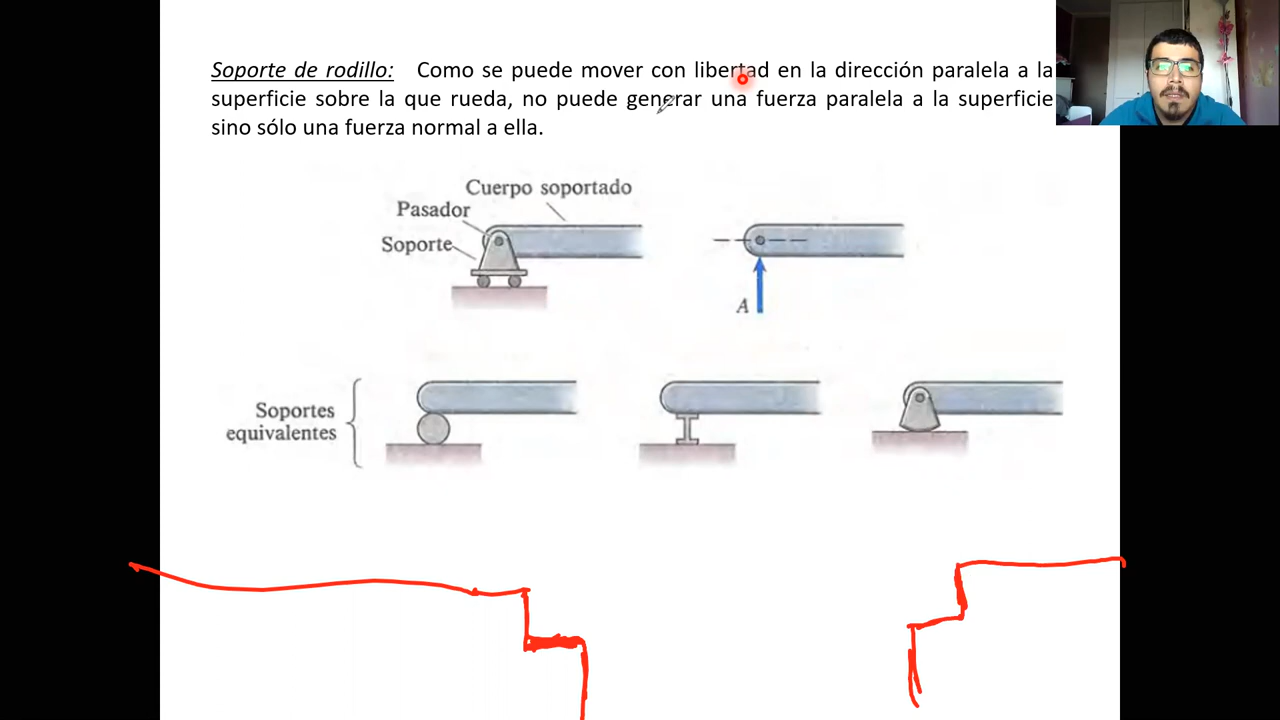 Soporte de rodillo: Como se puede mover con libertad en la dirección paralela a la
superficie sobre la que rueda, no puede generar una fuerza paralela a la superficie
sino sólo una fuerza normal a ella.
Cuerpo soportado
Pasador
Soporte
A
Soportes
equivalentes